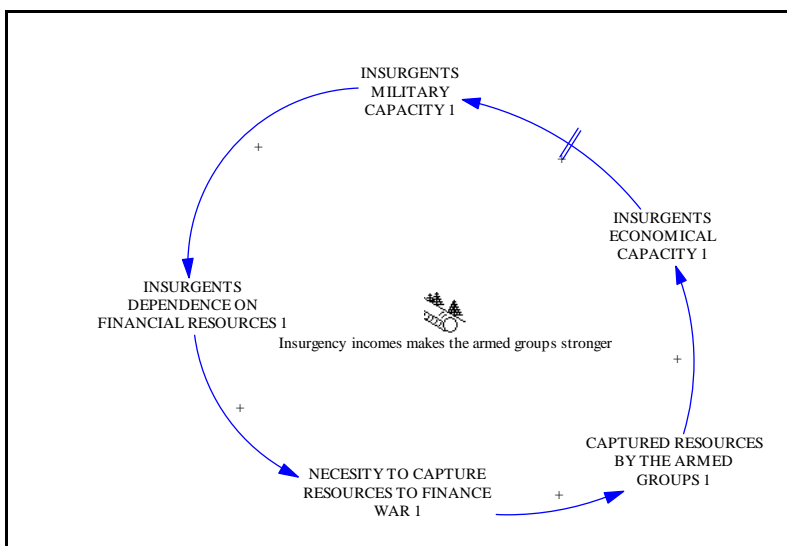 INSURGENTS
MILITARY
CAPACITY 1
+
+
INSURGENTS
ECONOMICAL
CAPACITY 1
INSURGENTS
DEPENDENCE ON
FINANCIAL RESOURCES 1
Insurgency incomes makes the armed groups stronger
+
+
CAPTURED RESOURCES
BY THE ARMED
GROUPS 1
NECESITY TO CAPTURE
RESOURCES TO FINANCE
WAR 1
+